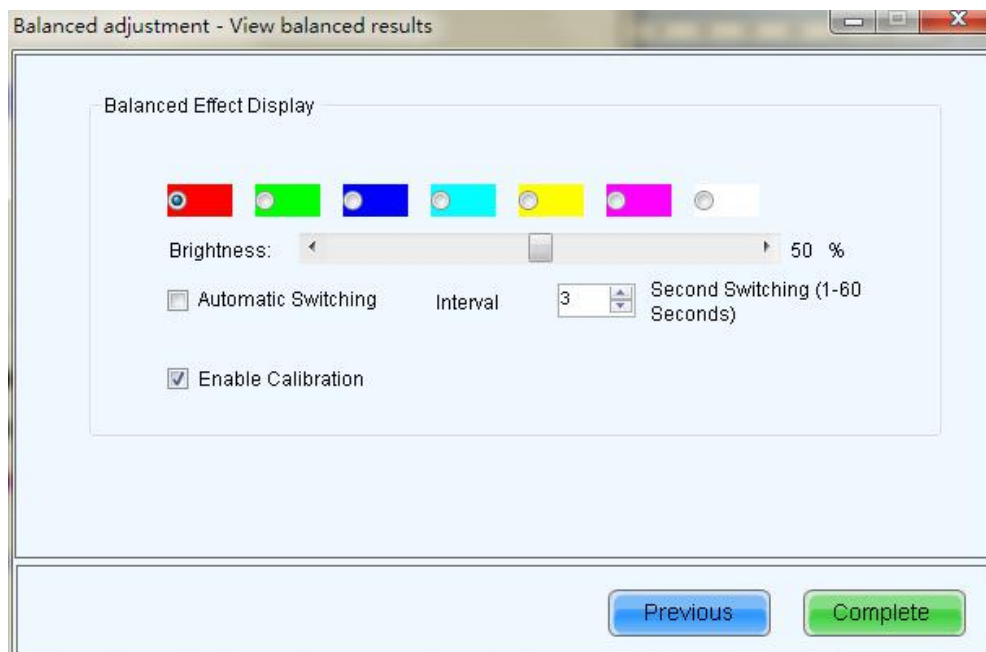 Balanced adjustment - View balanced results
Balanced Effect Display
Brightness: 50 %
Automatic Switching Interval 3 Second Switching (1-60
Seconds)
Enable Calibration
Previous Complete